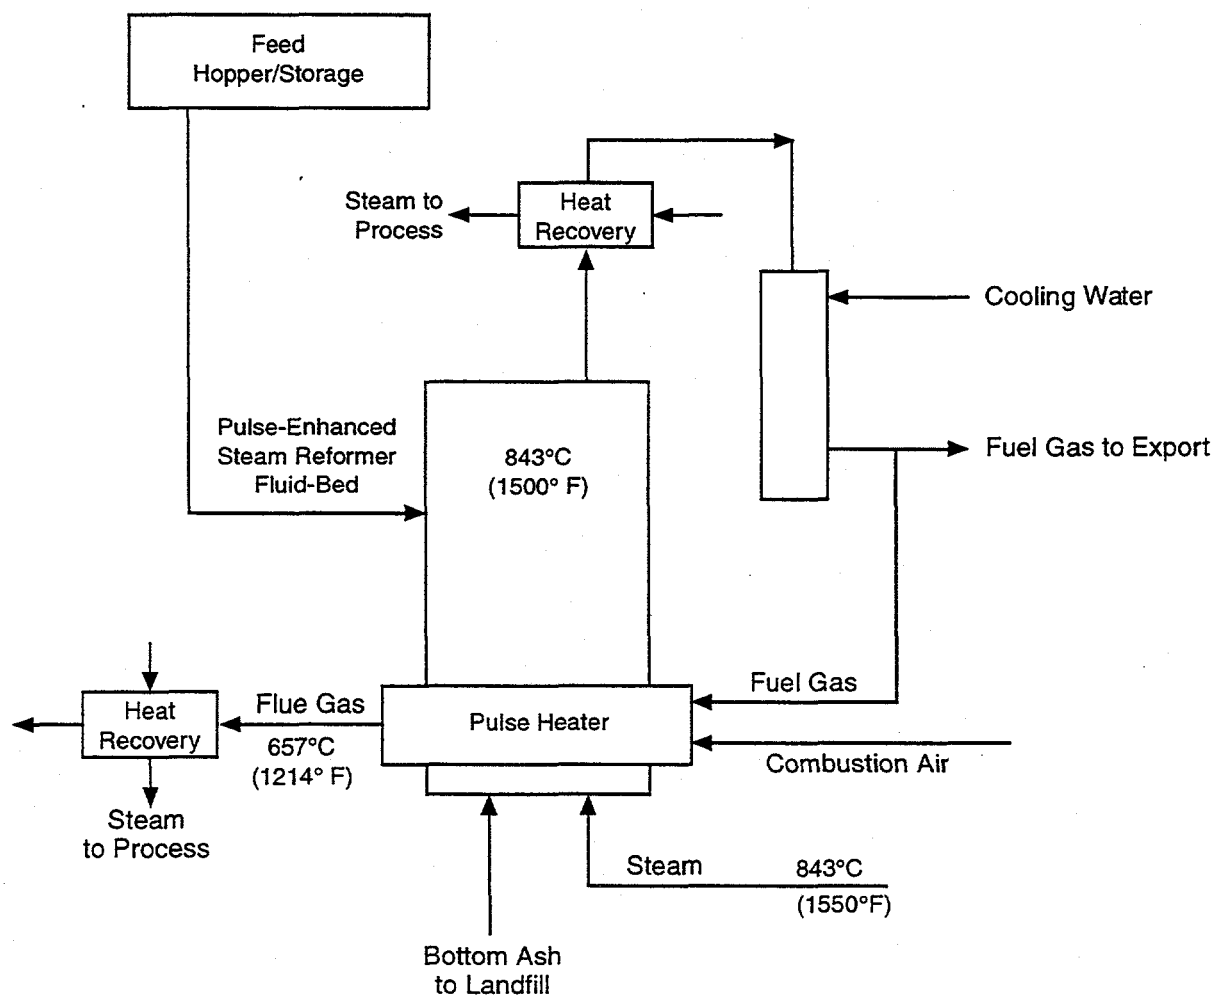 Feed
Hopper/Storage
Steam to
Process
Heat
Recovery
Cooling Water
Pulse-Enhanced
Steam Reformer
Fluid-Bed
843°C
(1500° F)
Fuel Gas to Export
Heat
Recovery
Flue Gas
657°C
(1214° F)
Pulse Heater
Fuel Gas
Combustion Air
Steam
to Process
Steam
843°C
(1550°F)
Bottom Ash
to Landfill